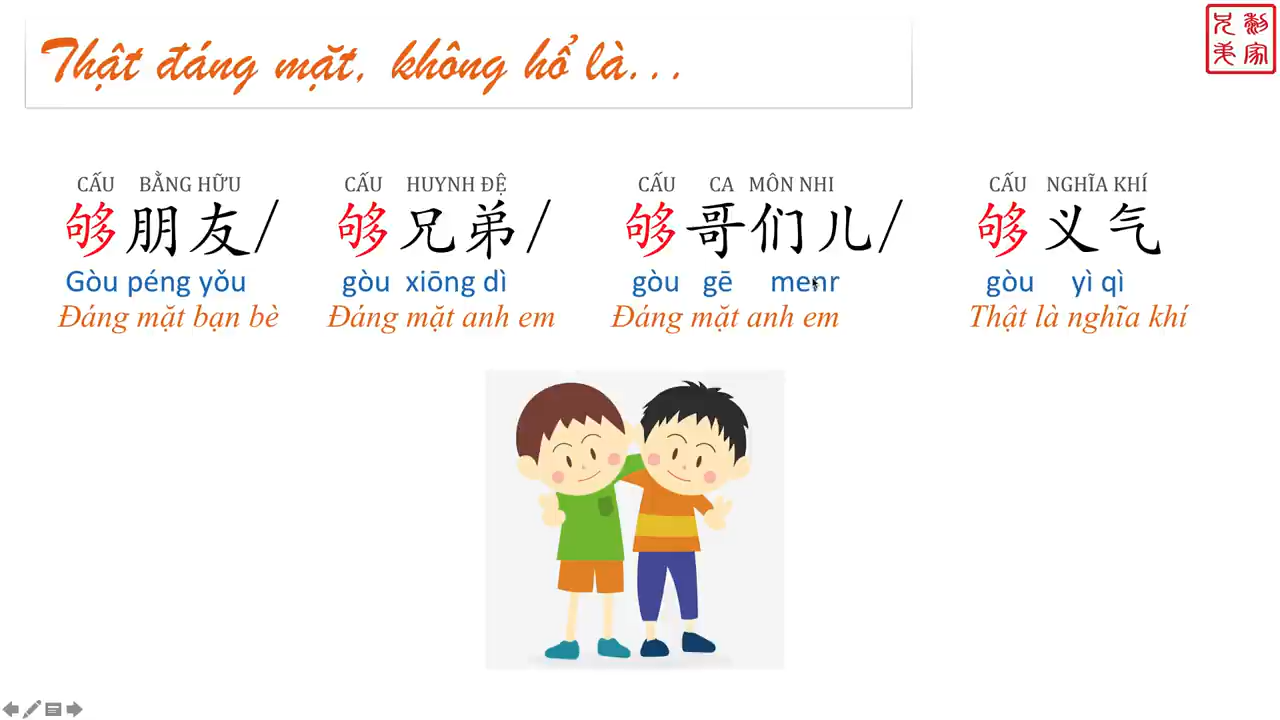 Thật đáng mặt, không hổ là...
CẤU BẰNG HỮU CẤU HUYNH ĐỆ CẤU CA MÔN NHI CẤU NGHĨA KHÍ
够朋友/ 够兄弟/ 够哥们儿/ 够义气
Gòu péng yǒu gòu xiōng dì gòu gē menr gòu yì qì
Đáng mặt bạn bè Đáng mặt anh em Đáng mặt anh em Thật là nghĩa khí